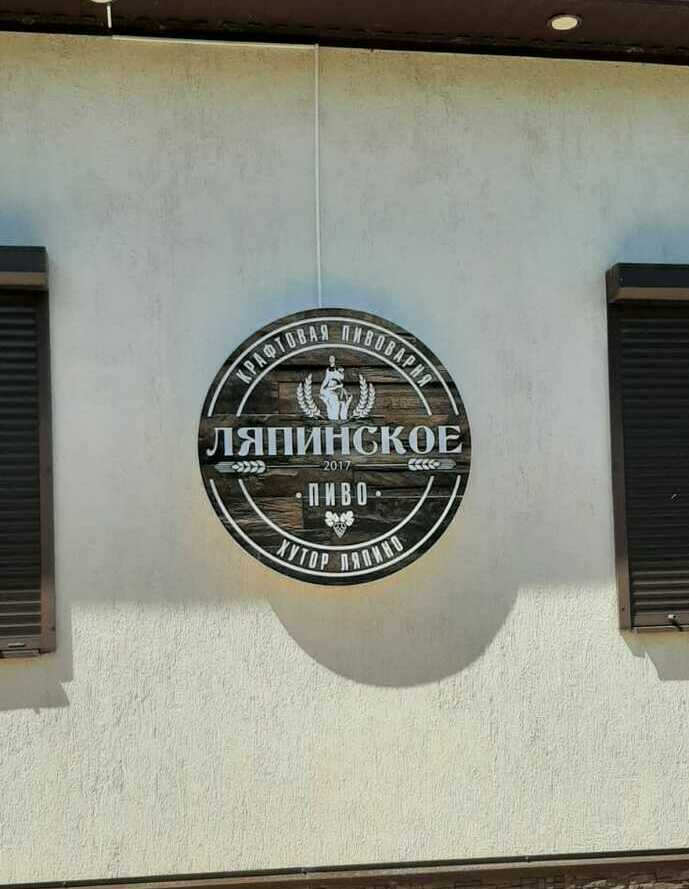 КРАФТОВАЯ ПИВОВАРНЯ
ЛЯПИНСКОЕ
2017
·ПИВО·
ХУТОР ЛЯПИНО